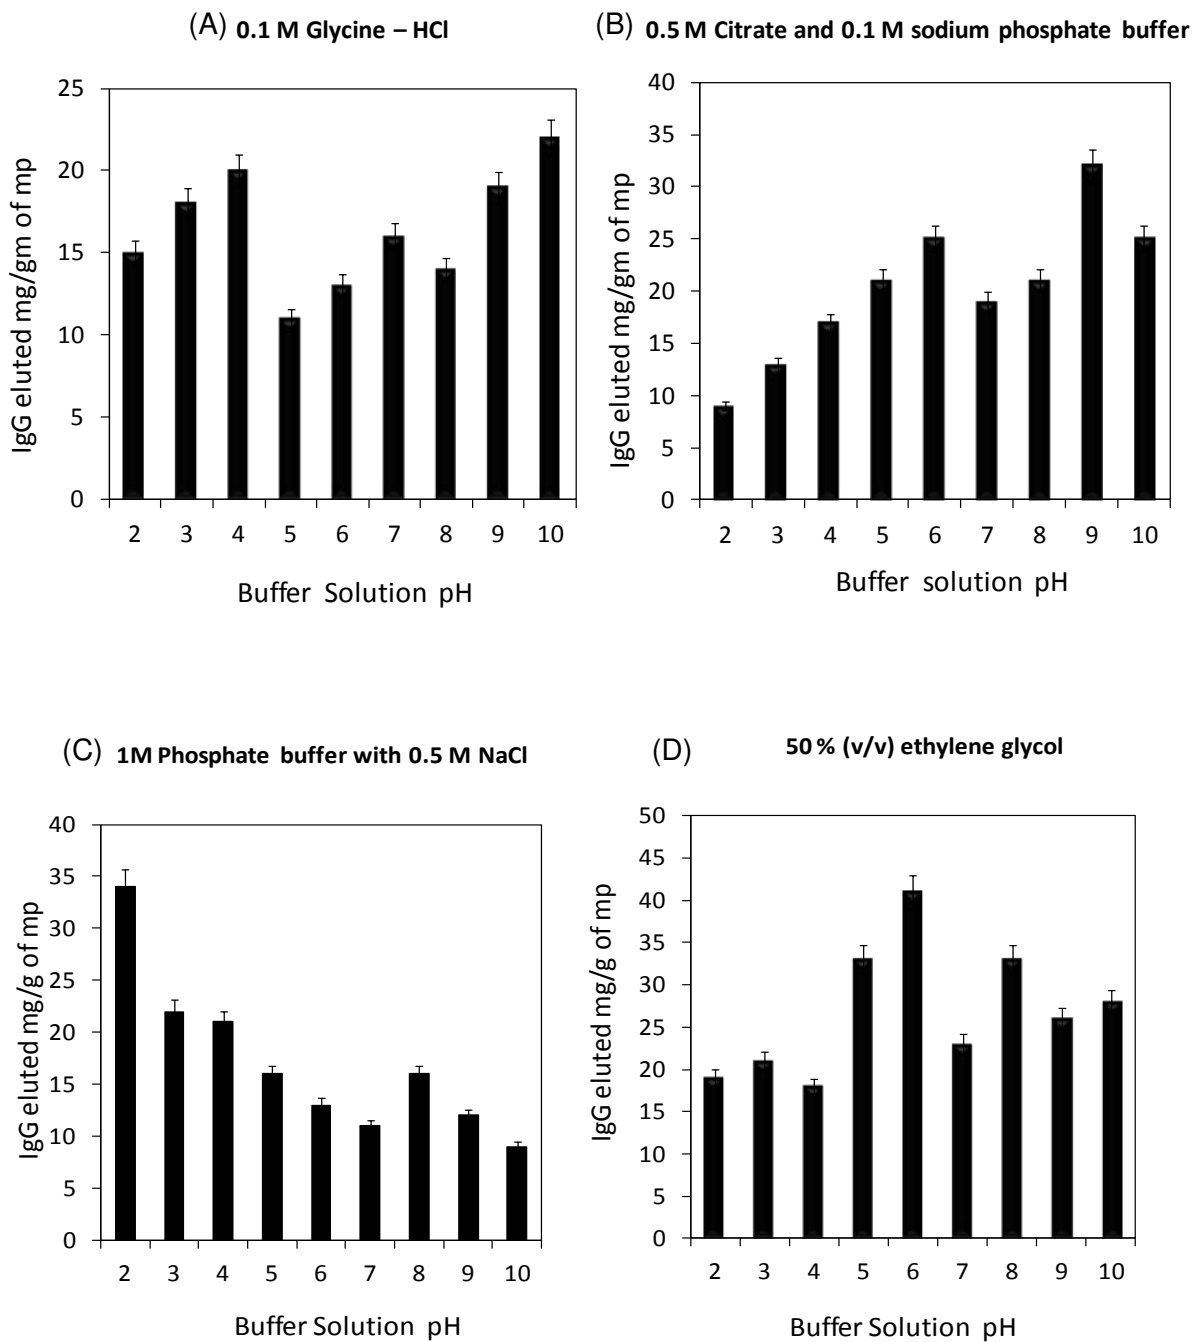 (A) 0.1 M Glycine – HCl
IgG eluted mg/gm of mp
25
20
15
10
5
0
2 3 4 5 6 7 8 9 10
Buffer Solution pH
(B) 0.5 M Citrate and 0.1 M sodium phosphate buffer
IgG eluted mg/gm of mp
40
35
30
25
20
15
10
5
0
2 3 4 5 6 7 8 9 10
Buffer solution pH
(C) 1M Phosphate buffer with 0.5 M NaCl
IgG eluted mg/g of mp
40
35
30
25
20
15
10
5
0
2 3 4 5 6 7 8 9 10
Buffer Solution pH
(D) 50 % (v/v) ethylene glycol
IgG eluted mg/g of mp
50
45
40
35
30
25
20
15
10
5
0
2 3 4 5 6 7 8 9 10
Buffer Solution pH